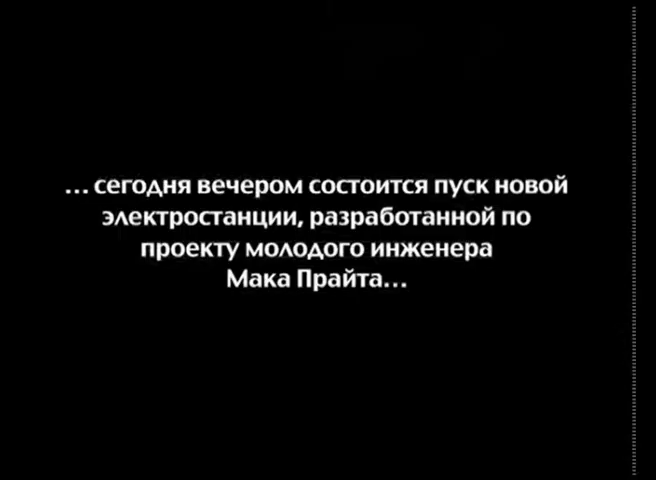 ... сегодня вечером состоится пуск новой
электростанции, разработанной по
проекту молодого инженера
Мака Прайта...